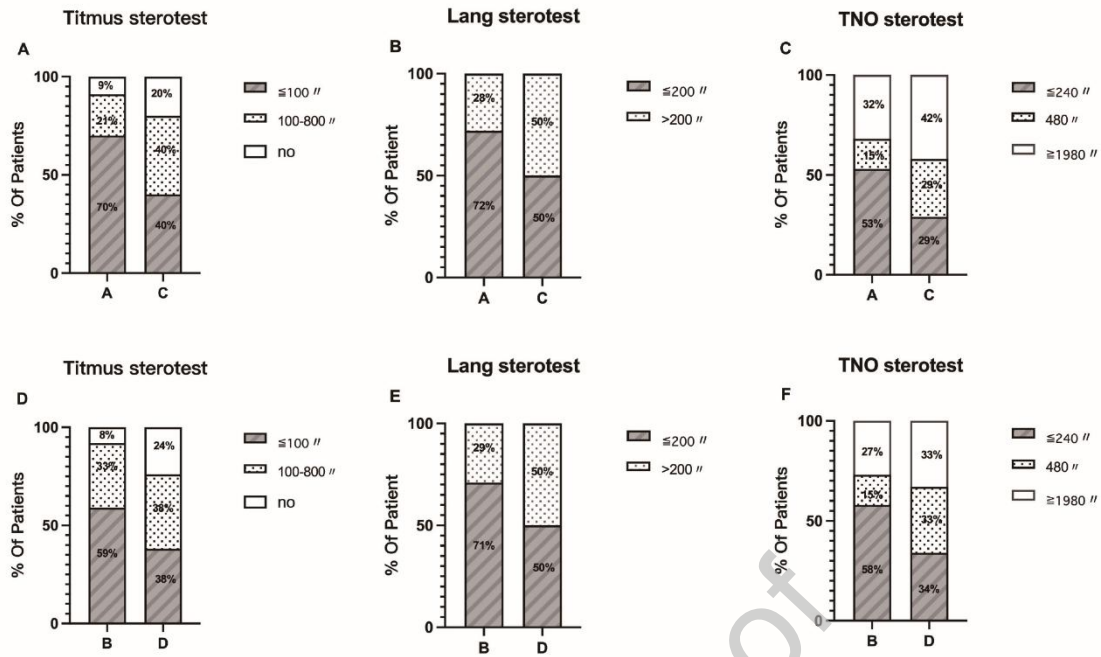 Titmus sterotest
Lang sterotest
TNO sterotest
A
% Of Patients
100
50
0
9%
21%
70%
20%
40%
40%
A
C
≦100〃
100-800〃
no
B
% Of Patient
100
50
0
28%
72%
50%
50%
A
C
≦200〃
>200〃
C
% Of Patients
100
50
0
32%
15%
53%
42%
29%
29%
A
C
≦240〃
480〃
≧1980〃
Titmus sterotest
Lang sterotest
TNO sterotest
D
% Of Patients
100
50
0
8%
33%
59%
24%
38%
38%
B
D
≦100〃
100-800〃
no
E
% Of Patient
100
50
0
29%
71%
50%
50%
B
D
≦200〃
>200〃
F
% Of Patients
100
50
0
27%
15%
58%
33%
33%
34%
B
D
≦240〃
480〃
≧1980〃
of